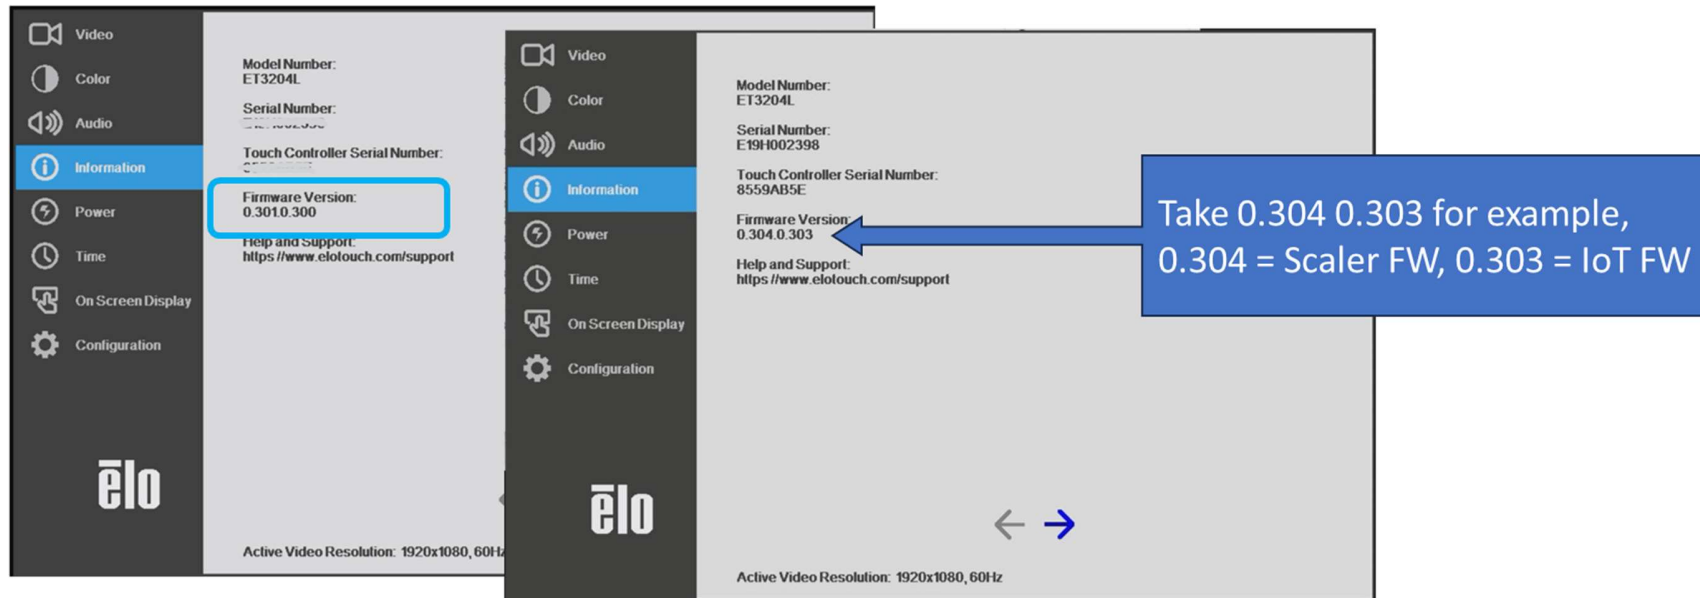 Video
Color
Audio
Information
Power
Time
On Screen Display
Configuration
ēlo
Model Number:
ET3204L
Serial Number:
Touch Controller Serial Number:
Firmware Version:
0.301.0.300
Help and Support:
https //www.elotouch.com/support
Active Video Resolution: 1920x1080, 60Hz
Video
Color
Audio
Information
Power
Time
On Screen Display
Configuration
ēlo
Model Number:
ET3204L
Serial Number:
E19H002398
Touch Controller Serial Number:
8559AB5E
Firmware Version:
0.304.0.303
Help and Support:
https //www.elotouch.com/support
Active Video Resolution: 1920x1080, 60Hz
Take 0.304 0.303 for example,
0.304 = Scaler FW, 0.303 = IoT FW